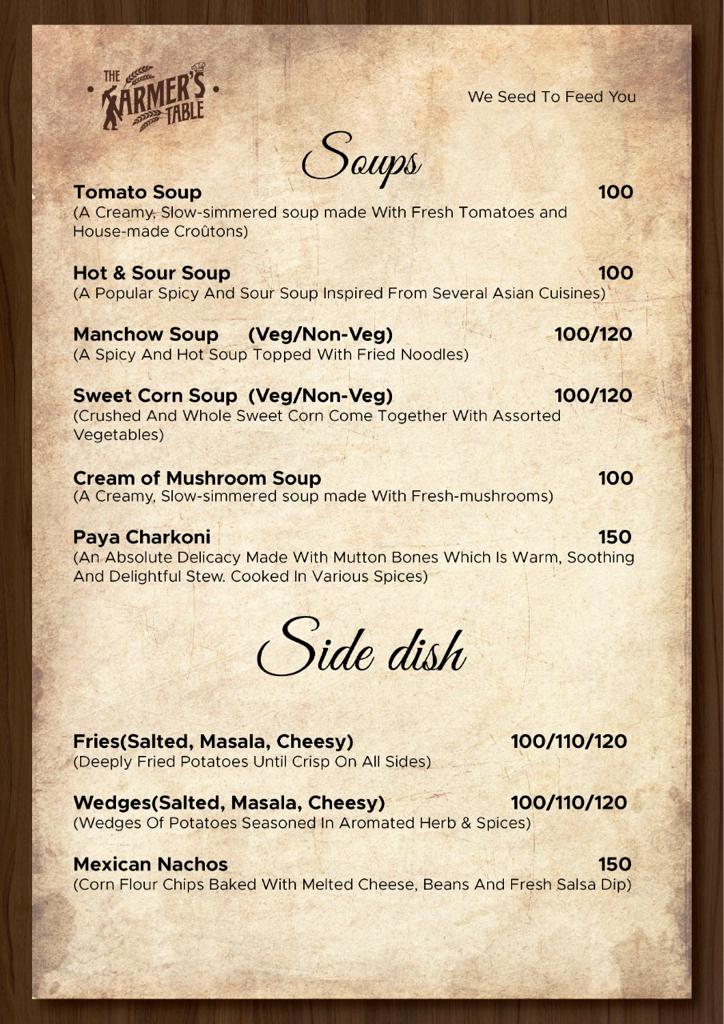 THE
FARMER'S
TABLE
We Seed To Feed You
Soups
Tomato Soup 100
(A Creamy, Slow-simmered soup made With Fresh Tomatoes and
House-made Croûtons)
Hot & Sour Soup 100
(A Popular Spicy And Sour Soup Inspired From Several Asian Cuisines)
Manchow Soup (Veg/Non-Veg) 100/120
(A Spicy And Hot Soup Topped With Fried Noodles)
Sweet Corn Soup (Veg/Non-Veg) 100/120
(Crushed And Whole Sweet Corn Come Together With Assorted
Vegetables)
Cream of Mushroom Soup 100
(A Creamy, Slow-simmered soup made With Fresh-mushrooms)
Paya Charkoni 150
(An Absolute Delicacy Made With Mutton Bones Which Is Warm, Soothing
And Delightful Stew. Cooked In Various Spices)
Side dish
Fries(Salted, Masala, Cheesy) 100/110/120
(Deeply Fried Potatoes Until Crisp On All Sides)
Wedges(Salted, Masala, Cheesy) 100/110/120
(Wedges Of Potatoes Seasoned In Aromated Herb & Spices)
Mexican Nachos 150
(Corn Flour Chips Baked With Melted Cheese, Beans And Fresh Salsa Dip)